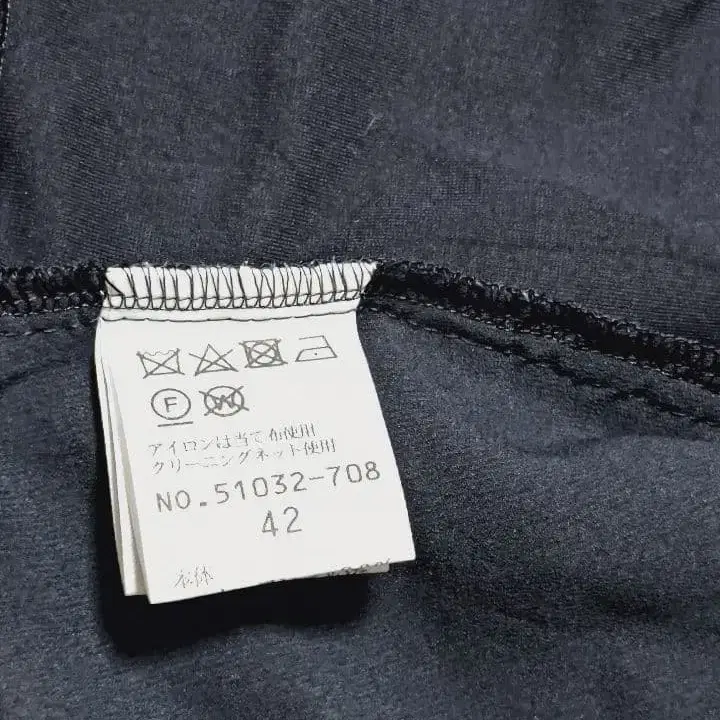 F W
アイロンは当て布使用
クリーニングネット使用
NO.51032-708
42
本体